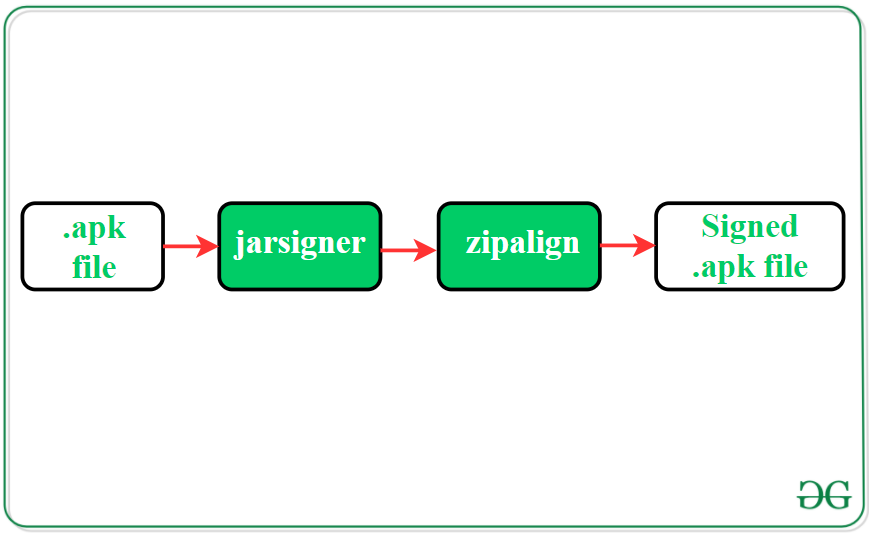 .apk
file
jarsigner
zipalign
Signed
.apk file